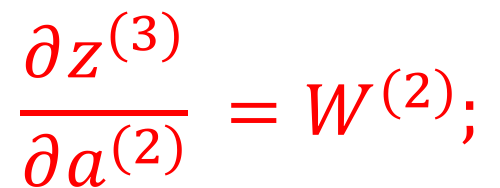 ∂z⁽³⁾/∂a⁽²⁾ = W⁽²⁾;